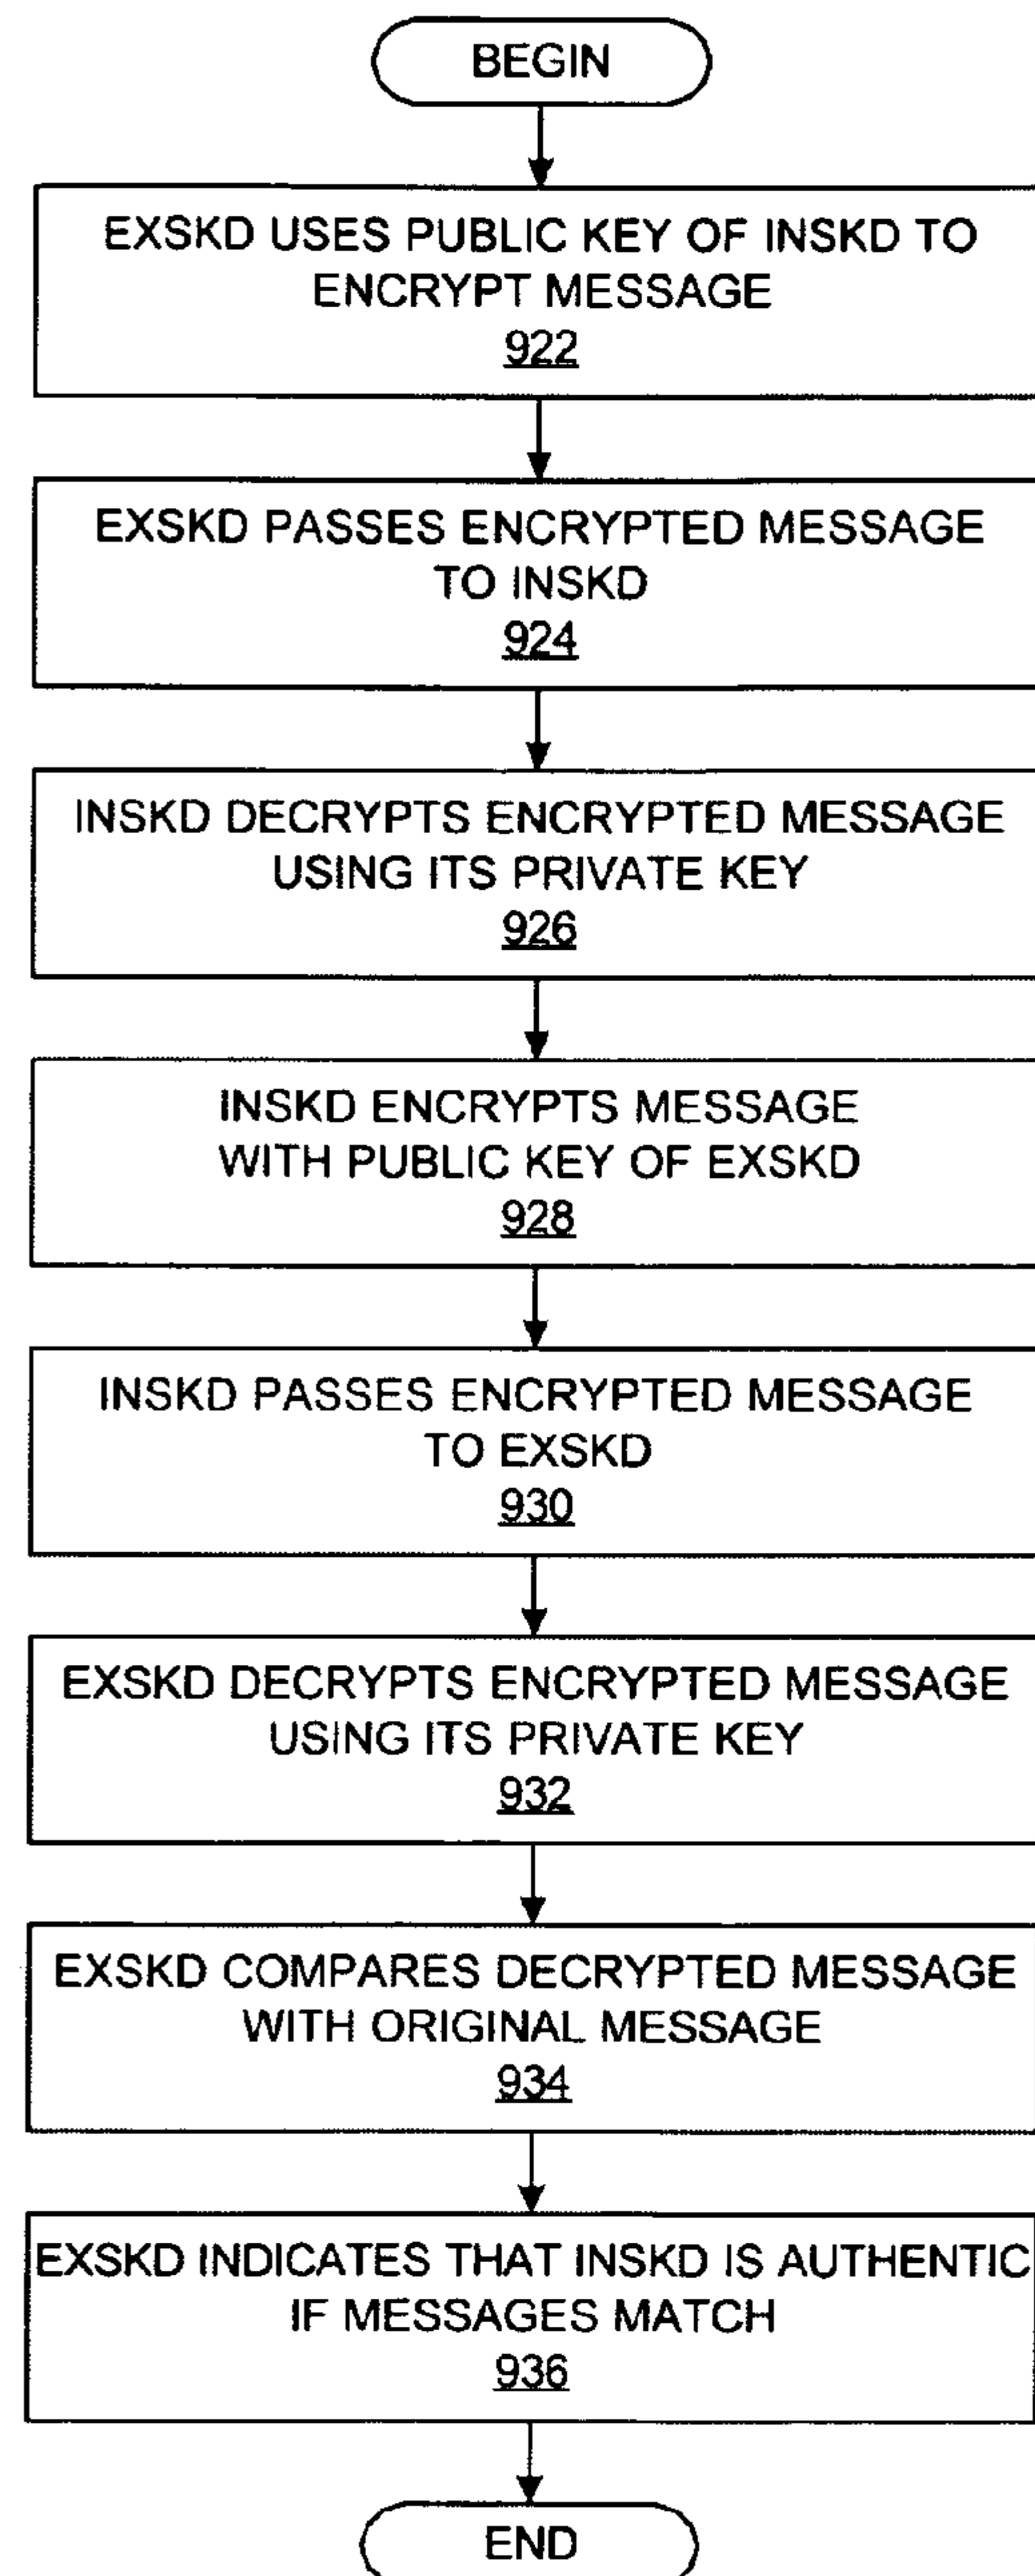 BEGIN
EXSKD USES PUBLIC KEY OF INSKD TO
ENCRYPT MESSAGE
922
EXSKD PASSES ENCRYPTED MESSAGE
TO INSKD
924
INSKD DECRYPTS ENCRYPTED MESSAGE
USING ITS PRIVATE KEY
926
INSKD ENCRYPTS MESSAGE
WITH PUBLIC KEY OF EXSKD
928
INSKD PASSES ENCRYPTED MESSAGE
TO EXSKD
930
EXSKD DECRYPTS ENCRYPTED MESSAGE
USING ITS PRIVATE KEY
932
EXSKD COMPARES DECRYPTED MESSAGE
WITH ORIGINAL MESSAGE
934
EXSKD INDICATES THAT INSKD IS AUTHENTIC
IF MESSAGES MATCH
936
END